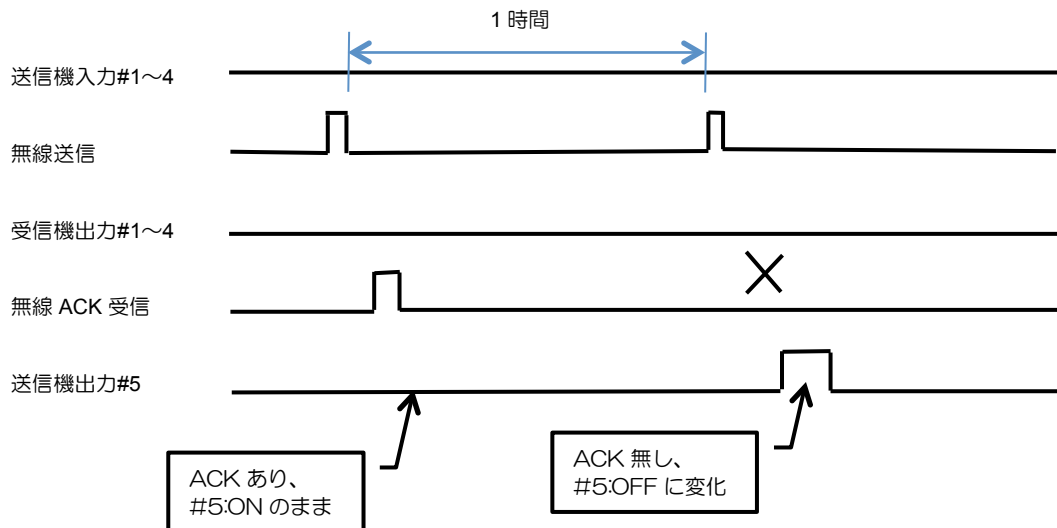 1 時間
送信機入力#1～4
無線送信
受信機出力#1～4
無線 ACK 受信
送信機出力#5
ACK あり、
#5:ON のまま
ACK 無し、
#5:OFF に変化